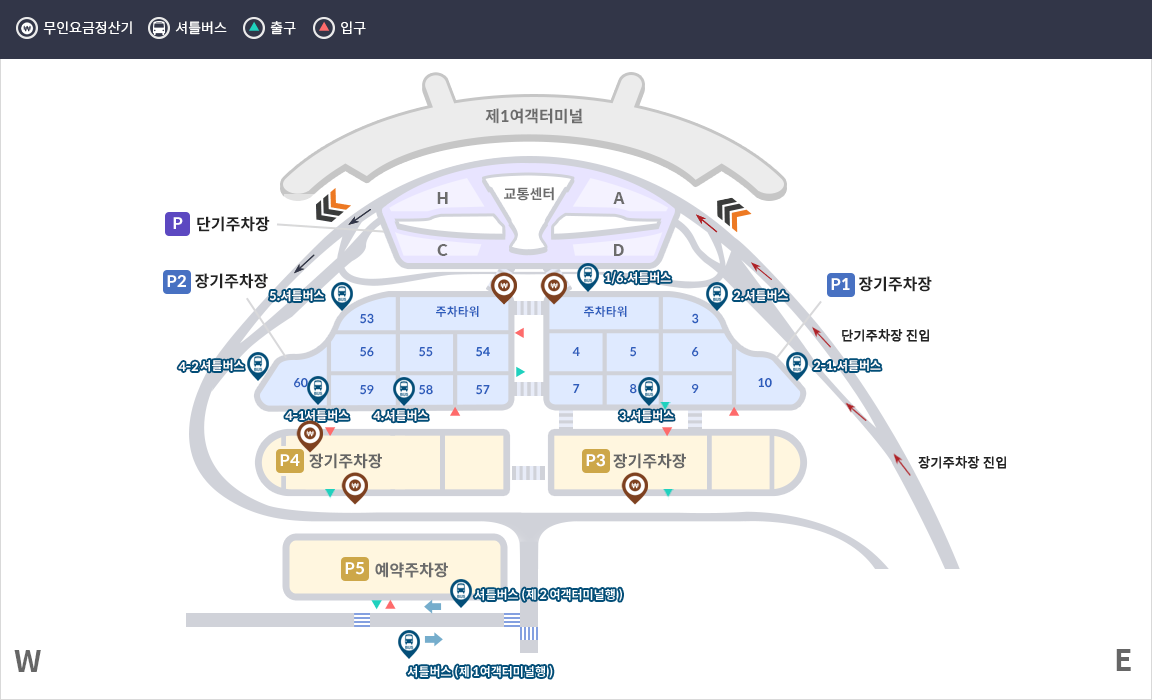 무인요금정산기 셔틀버스 출구 입구
제1여객터미널
교통센터
H
A
C
D
P 단기주차장
P2 장기주차장
P1 장기주차장
1/6.셔틀버스
5.셔틀버스
2.셔틀버스
주차타워
주차타워
53
3
단기주차장 진입
56
55
54
4
5
6
4-2셔틀버스
2-1.셔틀버스
60
59
58
57
7
8
9
10
4-1셔틀버스
4.셔틀버스
3.셔틀버스
P4 장기주차장
P3 장기주차장
장기주차장 진입
P5 예약주차장
셔틀버스 (제 2 여객터미널행 )
셔틀버스 (제 1여객터미널행 )
W
E